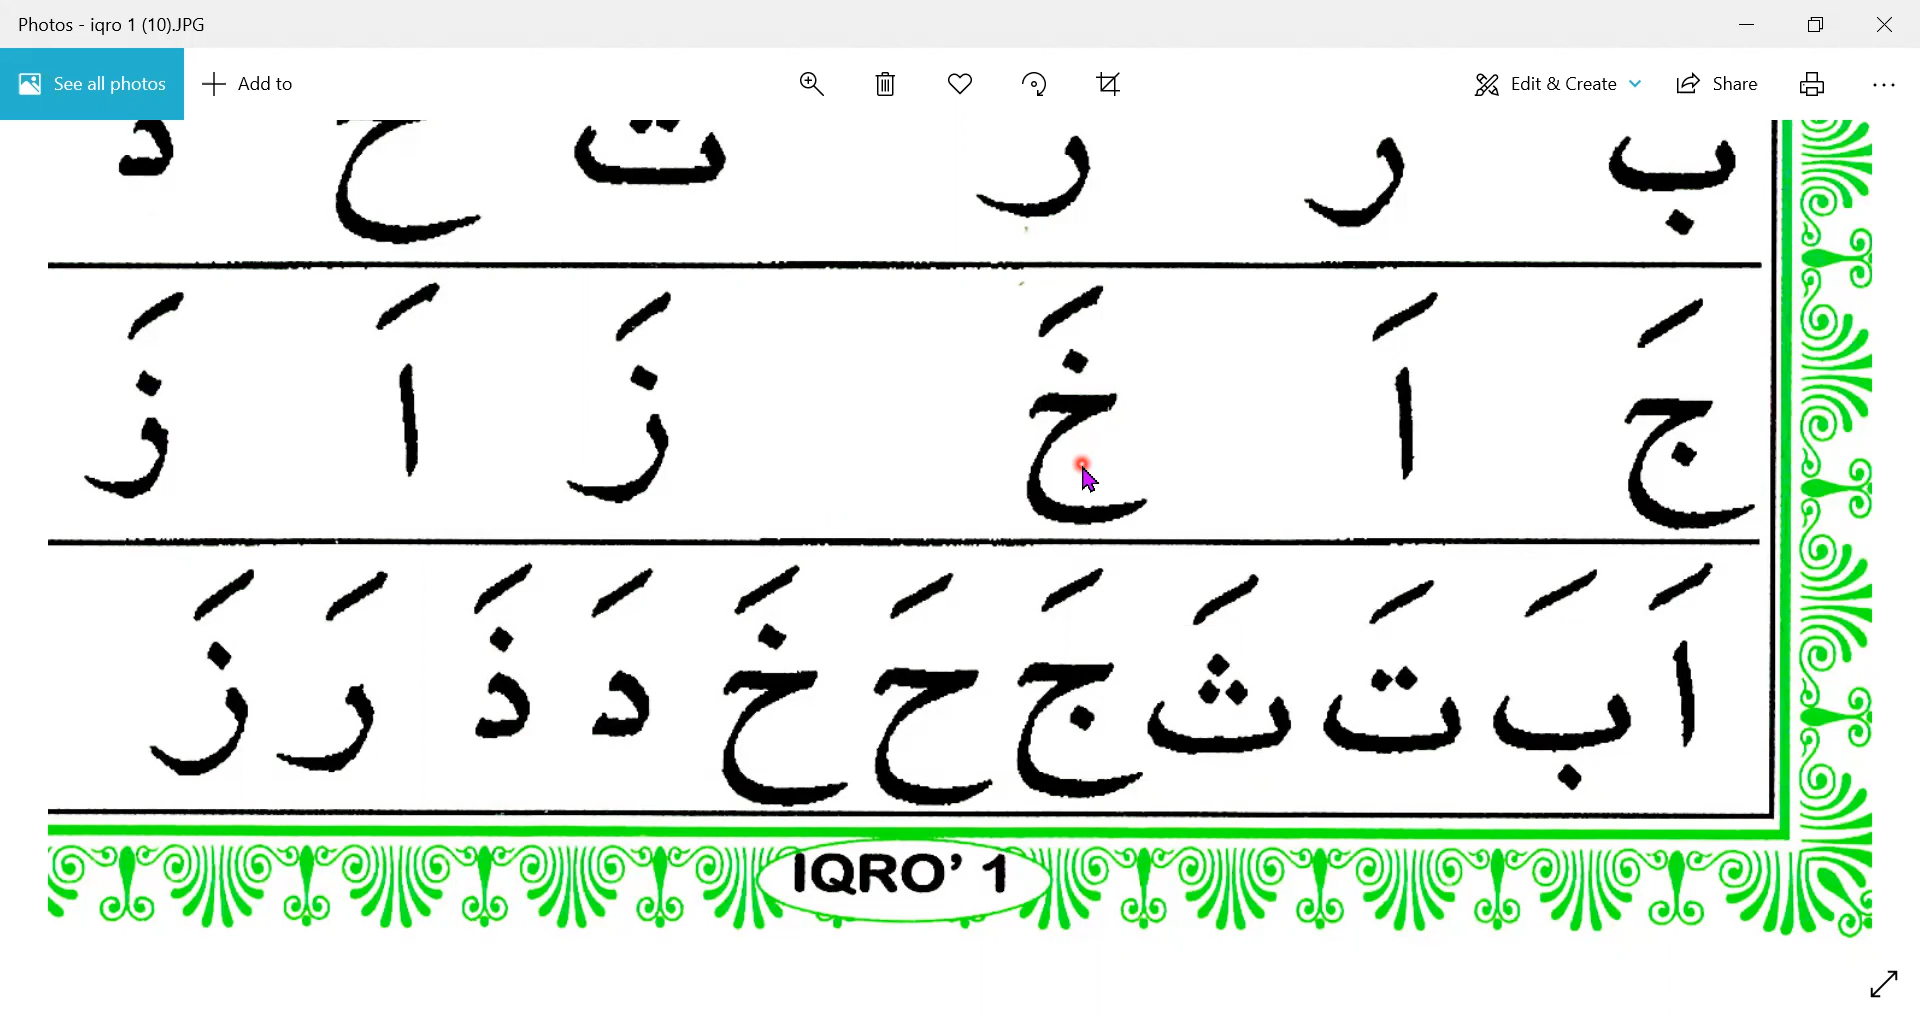 Photos - iqro 1 (10).JPG
See all photos
Add to
Edit & Create
Share
ب ر ر ث ح د
جَ اَ خَ زَ اَ زَ
اَ بَ تَ ثَ جَ حَ خَ دَ ذَ رَ زَ
IQRO’ 1